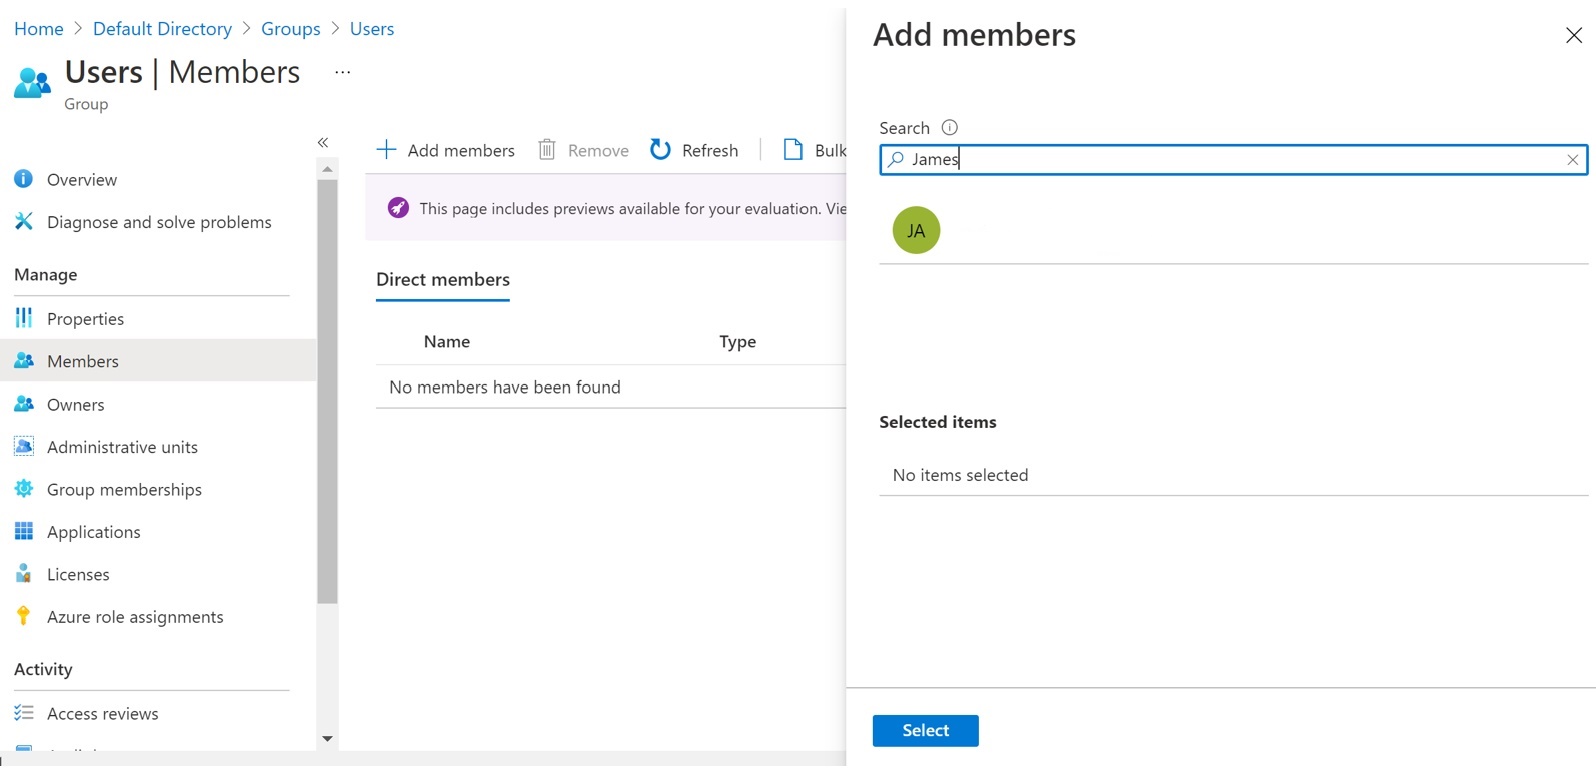 Home > Default Directory > Groups > Users
Users | Members ...
Group
«
Overview
Diagnose and solve problems
Manage
Properties
Members
Owners
Administrative units
Group memberships
Applications
Licenses
Azure role assignments
Activity
Access reviews
Add members Remove Refresh | Bulk
This page includes previews available for your evaluation. Vie
Direct members
Name Type
No members have been found
Add members
Search
James
JA
Selected items
No items selected
Select